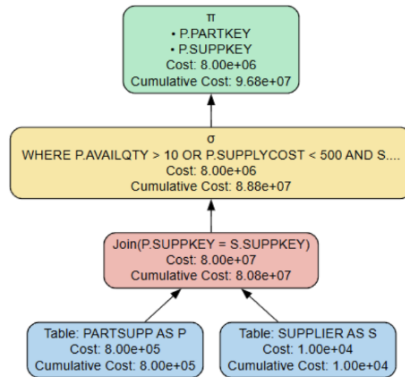 π
• P.PARTKEY
• P.SUPPKEY
Cost: 8.00e+06
Cumulative Cost: 9.68e+07
σ
WHERE P.AVAILQTY > 10 OR P.SUPPLYCOST < 500 AND S....
Cost: 8.00e+06
Cumulative Cost: 8.88e+07
Join(P.SUPPKEY = S.SUPPKEY)
Cost: 8.00e+07
Cumulative Cost: 8.08e+07
Table: PARTSUPP AS P
Cost: 8.00e+05
Cumulative Cost: 8.00e+05
Table: SUPPLIER AS S
Cost: 1.00e+04
Cumulative Cost: 1.00e+04